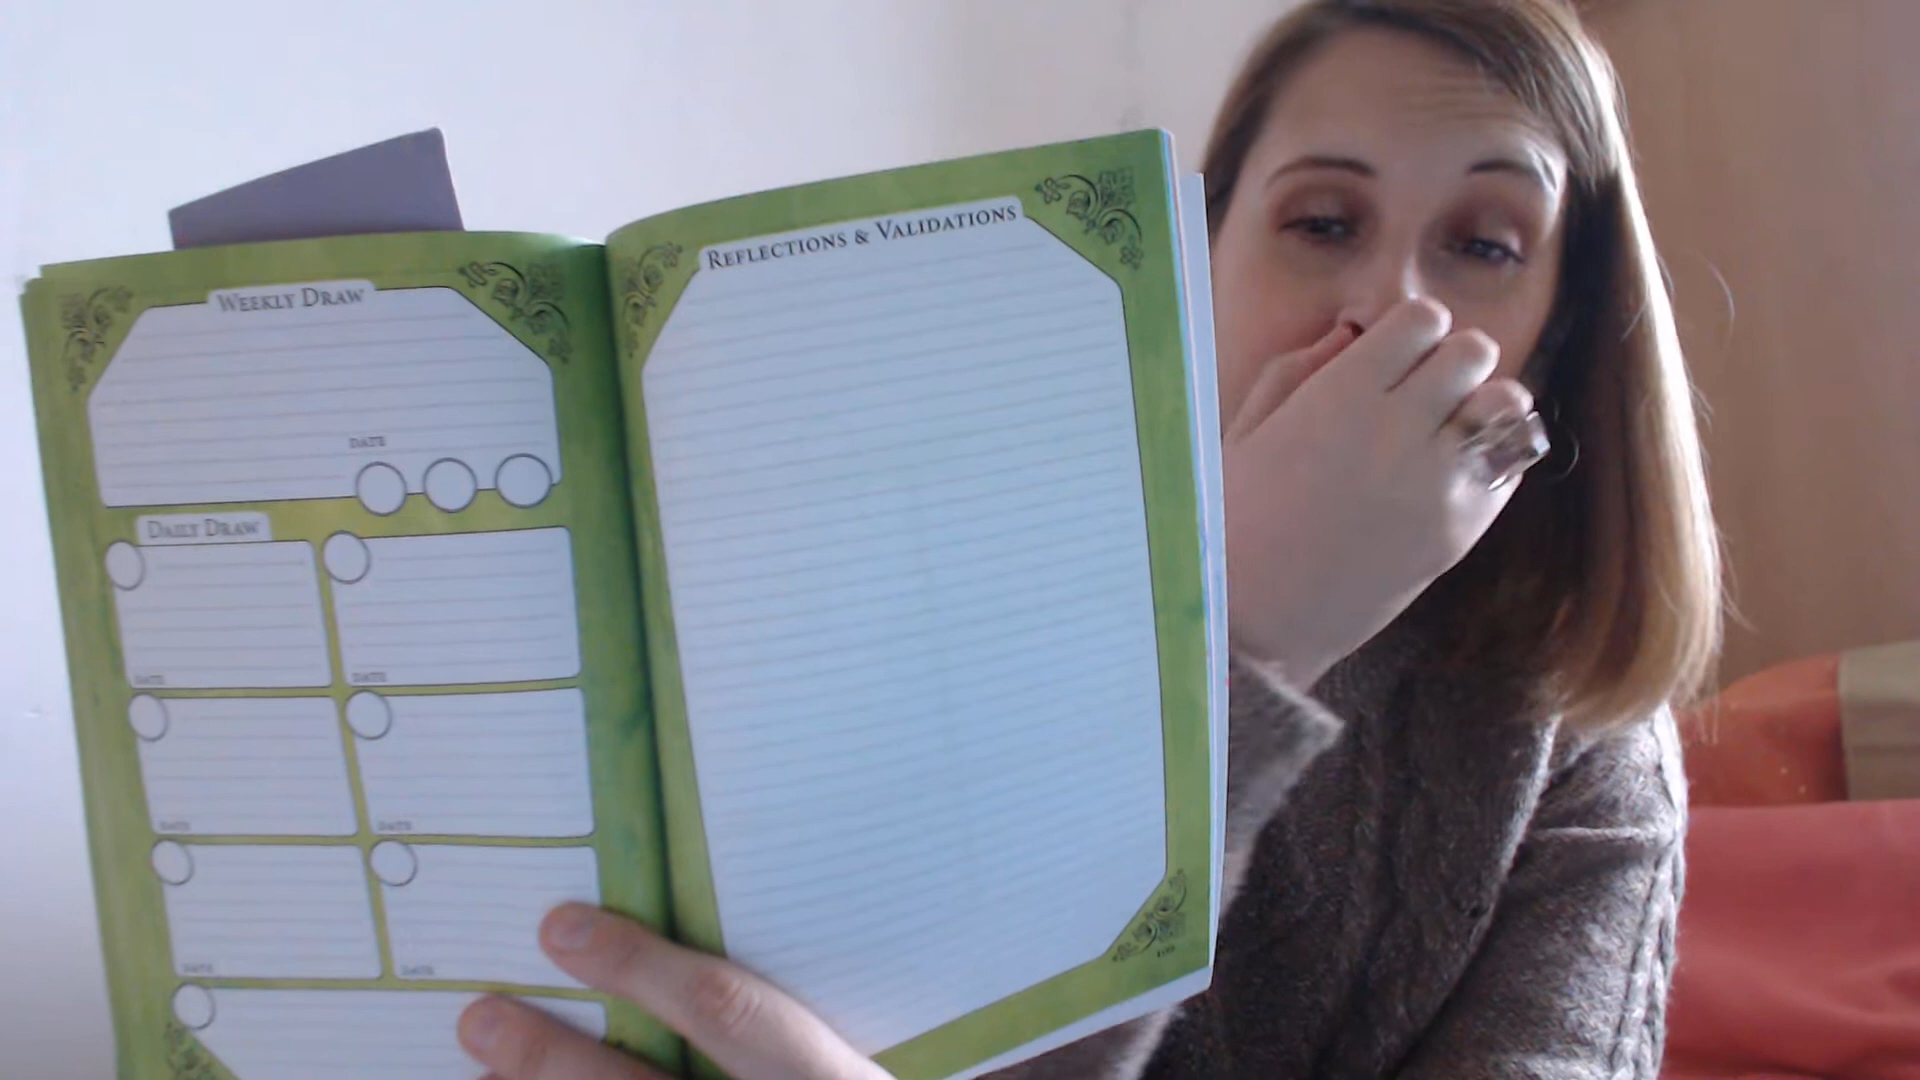 WEEKLY DRAW
DATE
DAILY DRAW
DATE
DATE
DATE
DATE
DATE
DATE
REFLECTIONS & VALIDATIONS